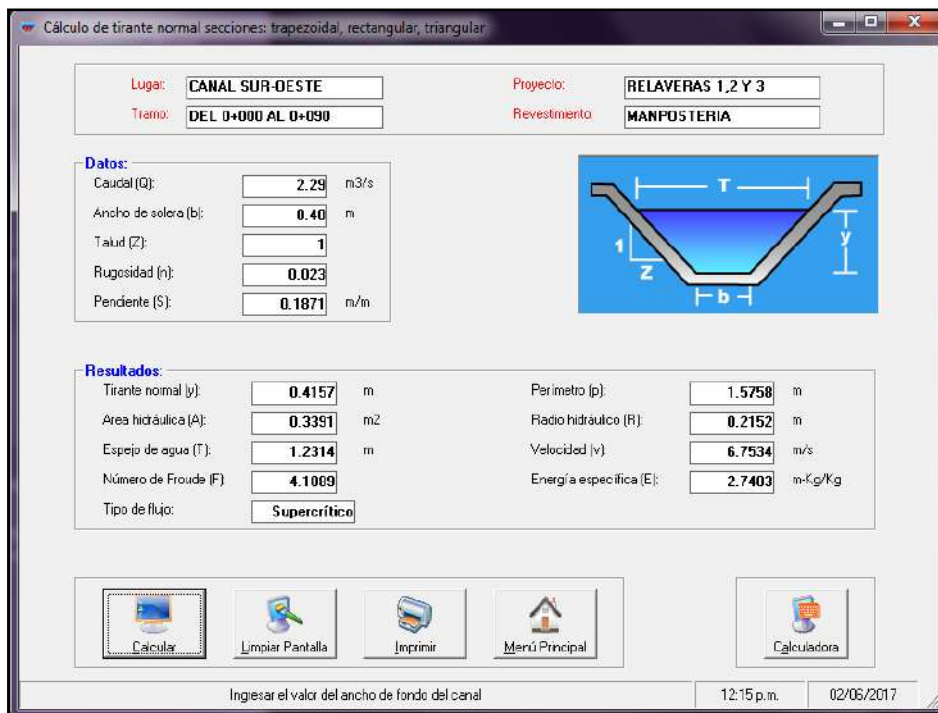 Cálculo de tirante normal secciones: trapezoidal, rectangular, triangular
Lugar: CANAL SUR-OESTE Proyecto: RELAVERAS 1,2 Y 3
Tramo: DEL 0+000 AL 0+090 Revestimiento: MANPOSTERIA
Datos:
Caudal (Q): 2.29 m3/s
Ancho de solera (b): 0.40 m
Talud (Z): 1
Rugosidad (n): 0.023
Pendiente (S): 0.1871 m/m
T
1
Z
y
b
Resultados:
Tirante normal (y): 0.4157 m Perímetro (p): 1.5758 m
Area hidráulica (A): 0.3391 m2 Radio hidráulico (R): 0.2152 m
Espejo de agua (T): 1.2314 m Velocidad (v): 6.7534 m/s
Número de Froude (F): 4.1089 Energía específica (E): 2.7403 m-Kg/Kg
Tipo de flujo: Supercrítico
Calcular Limpiar Pantalla Imprimir Menú Principal Calculadora
Ingresar el valor del ancho de fondo del canal 12:15 p.m. 02/06/2017